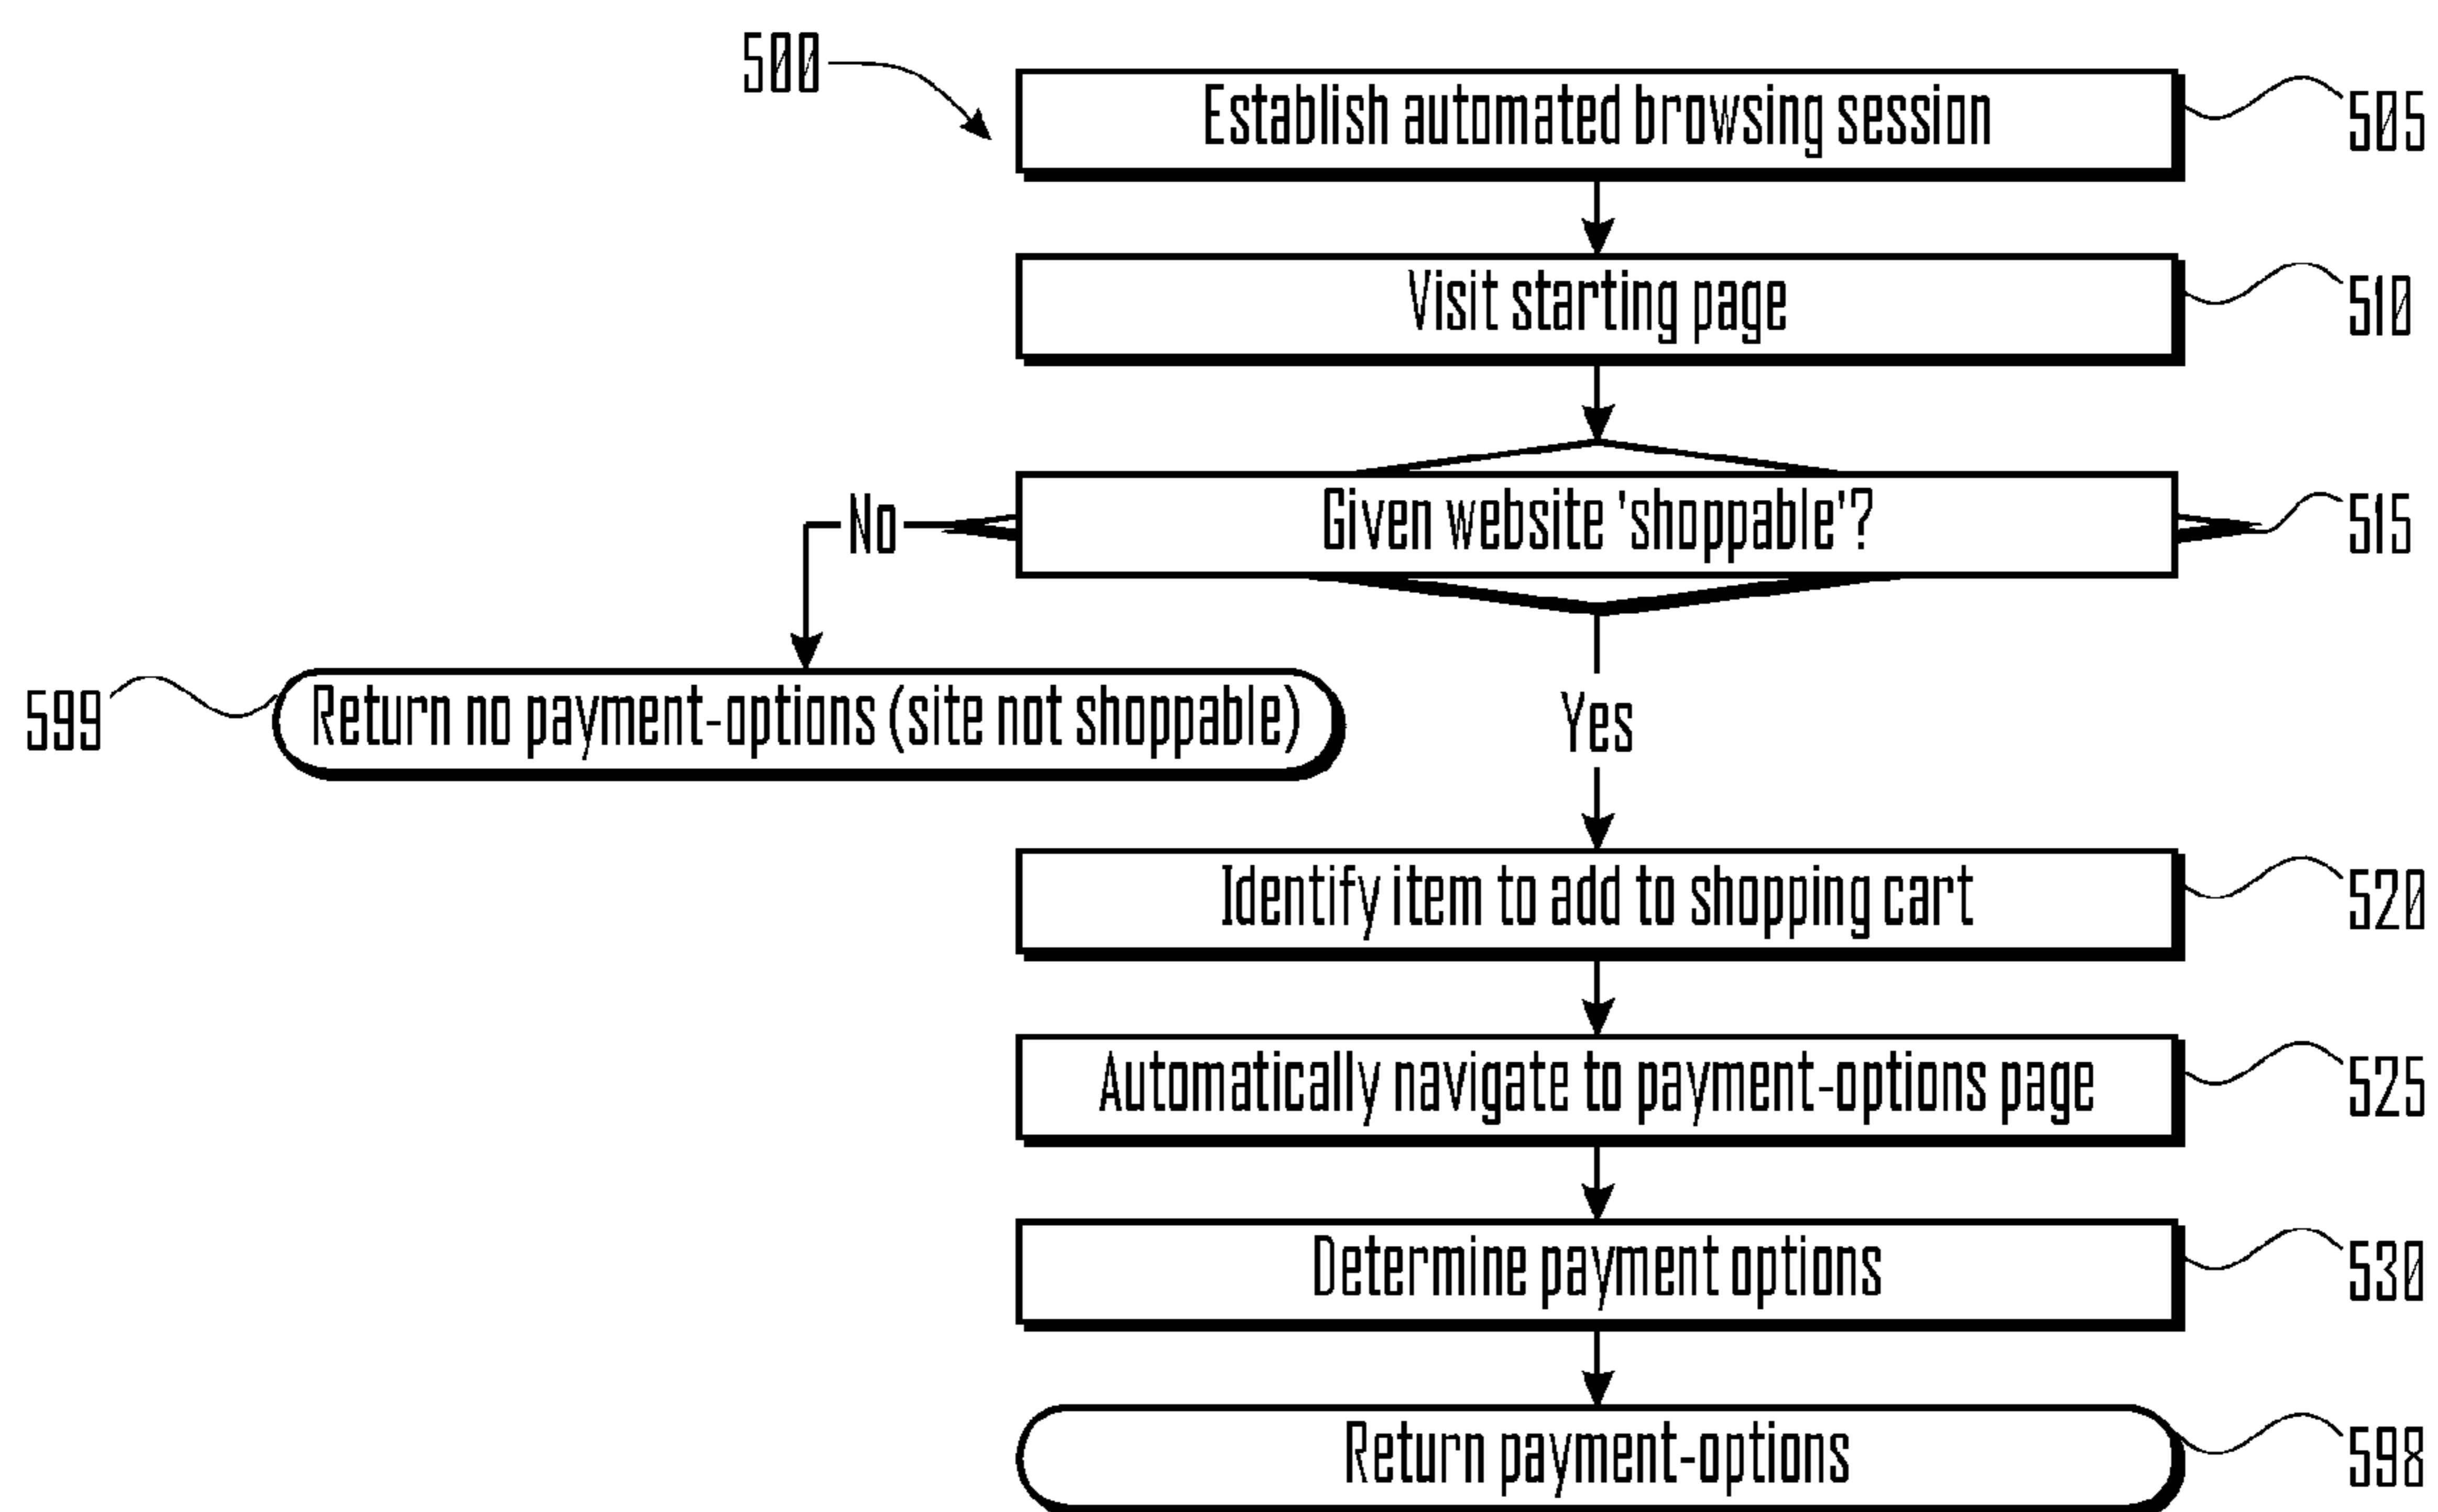 500
Establish automated browsing session
505
Visit starting page
510
Given website 'shoppable'?
515
No
599
Return no payment-options (site not shoppable)
Yes
Identify item to add to shopping cart
520
Automatically navigate to payment-options page
525
Determine payment options
530
Return payment-options
598